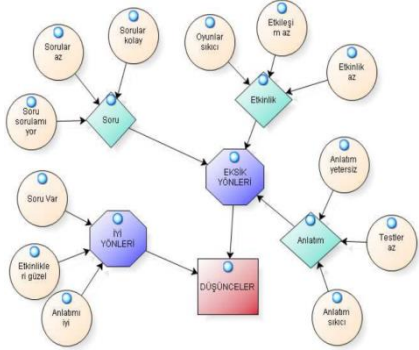 Sorular
az
Sorular
kolay
Oyunlar
sıkıcı
Etkileşi
m az
Etkinlik
az
Soru
sorulamı
yor
Soru
Etkinlik
EKSİK
YÖNLERİ
Anlatım
yetersiz
Soru Var
İYİ
YÖNLERİ
Anlatım
Testler
az
Etkinlikle
ri güzel
Anlatımı
iyi
DÜŞÜNCELER
Anlatım
sıkıcı